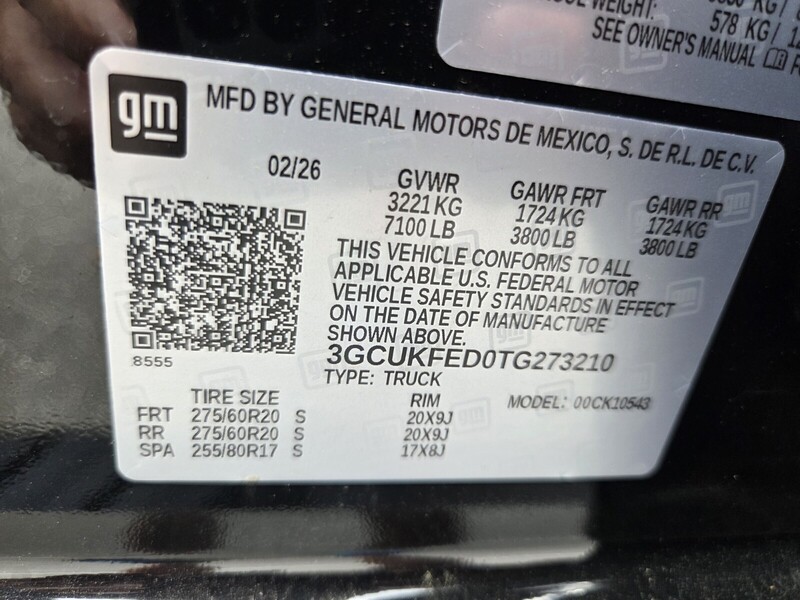 WEIGHT:
578 KG/
SEE OWNER'S MANUAL
gm
MFD BY GENERAL MOTORS DE MEXICO, S. DE R.L. DE C.V.
02/26
GVWR GAWR FRT GAWR RR
3221 KG 1724 KG 1724 KG
7100 LB 3800 LB 3800 LB
THIS VEHICLE CONFORMS TO ALL
APPLICABLE U.S. FEDERAL MOTOR
VEHICLE SAFETY STANDARDS IN EFFECT
ON THE DATE OF MANUFACTURE
SHOWN ABOVE.
8555
3GCUKFED0TG273210
TYPE: TRUCK
TIRE SIZE RIM MODEL: 00CK10543
FRT 275/60R20 S 20X9J
RR 275/60R20 S 20X9J
SPA 255/80R17 S 17X8J